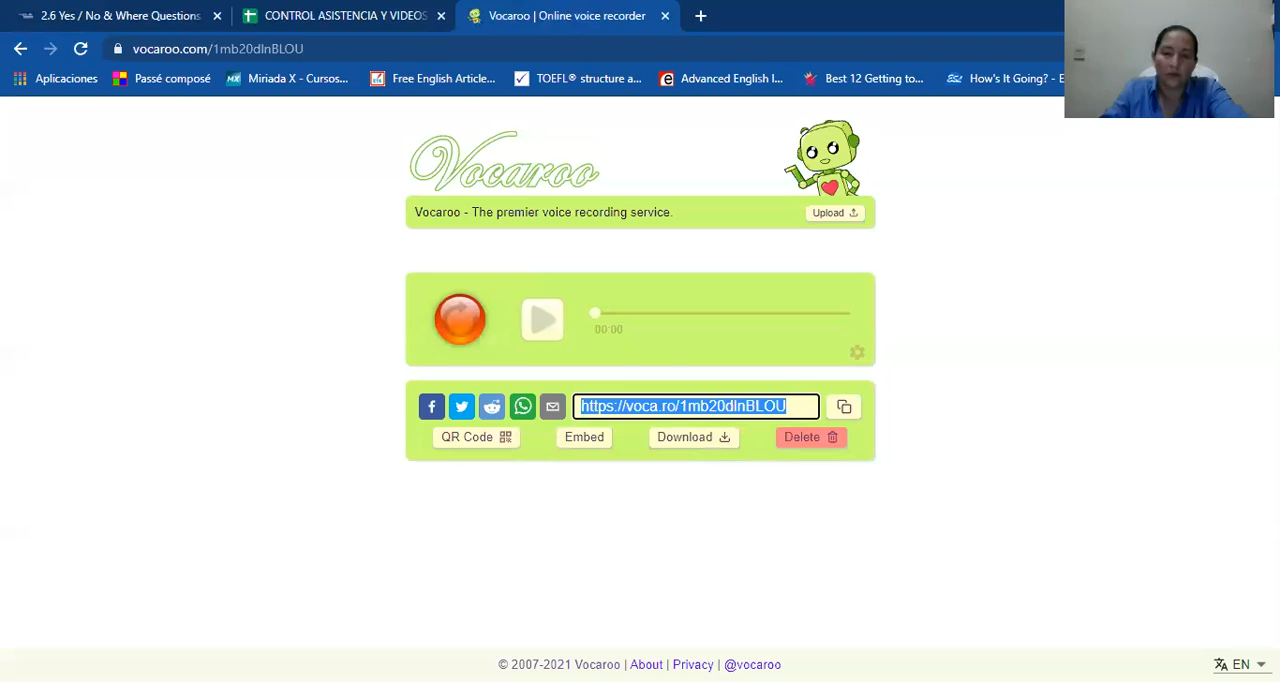 2.6 Yes / No & Where Questions
CONTROL ASISTENCIA Y VIDEOS
Vocaroo | Online voice recorder
vocaroo.com/1mb20dlnBLOU
Aplicaciones
Passé composé
Miriada X - Cursos...
Free English Article...
TOEFL® structure a...
Advanced English l...
Best 12 Getting to...
How's It Going? - E
Vocaroo
Vocaroo - The premier voice recording service.
Upload
00:00
https://voca.ro/1mb20dlnBLOU
QR Code
Embed
Download
Delete
© 2007-2021 Vocaroo | About | Privacy | @vocaroo
EN